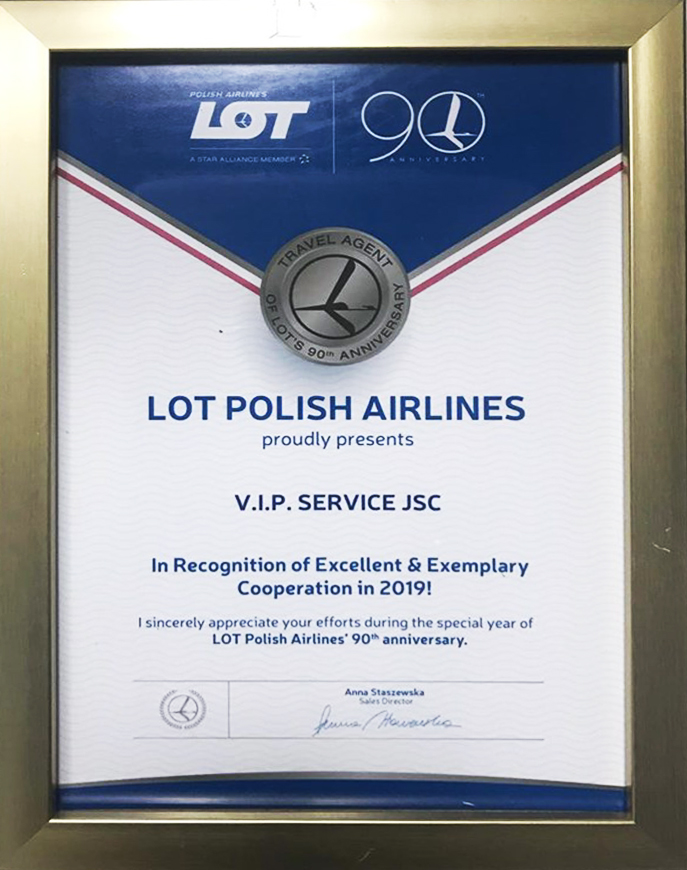 POLISH AIRLINES
LOT
A STAR ALLIANCE MEMBER
90
TM
ANNIVERSARY
TRAVEL AGENT
OF LOT'S 90th ANNIVERSARY
LOT POLISH AIRLINES
proudly presents
V.I.P. SERVICE JSC
In Recognition of Excellent & Exemplary
Cooperation in 2019!
I sincerely appreciate your efforts during the special year of
LOT Polish Airlines' 90th anniversary.
Anna Staszewska
Sales Director